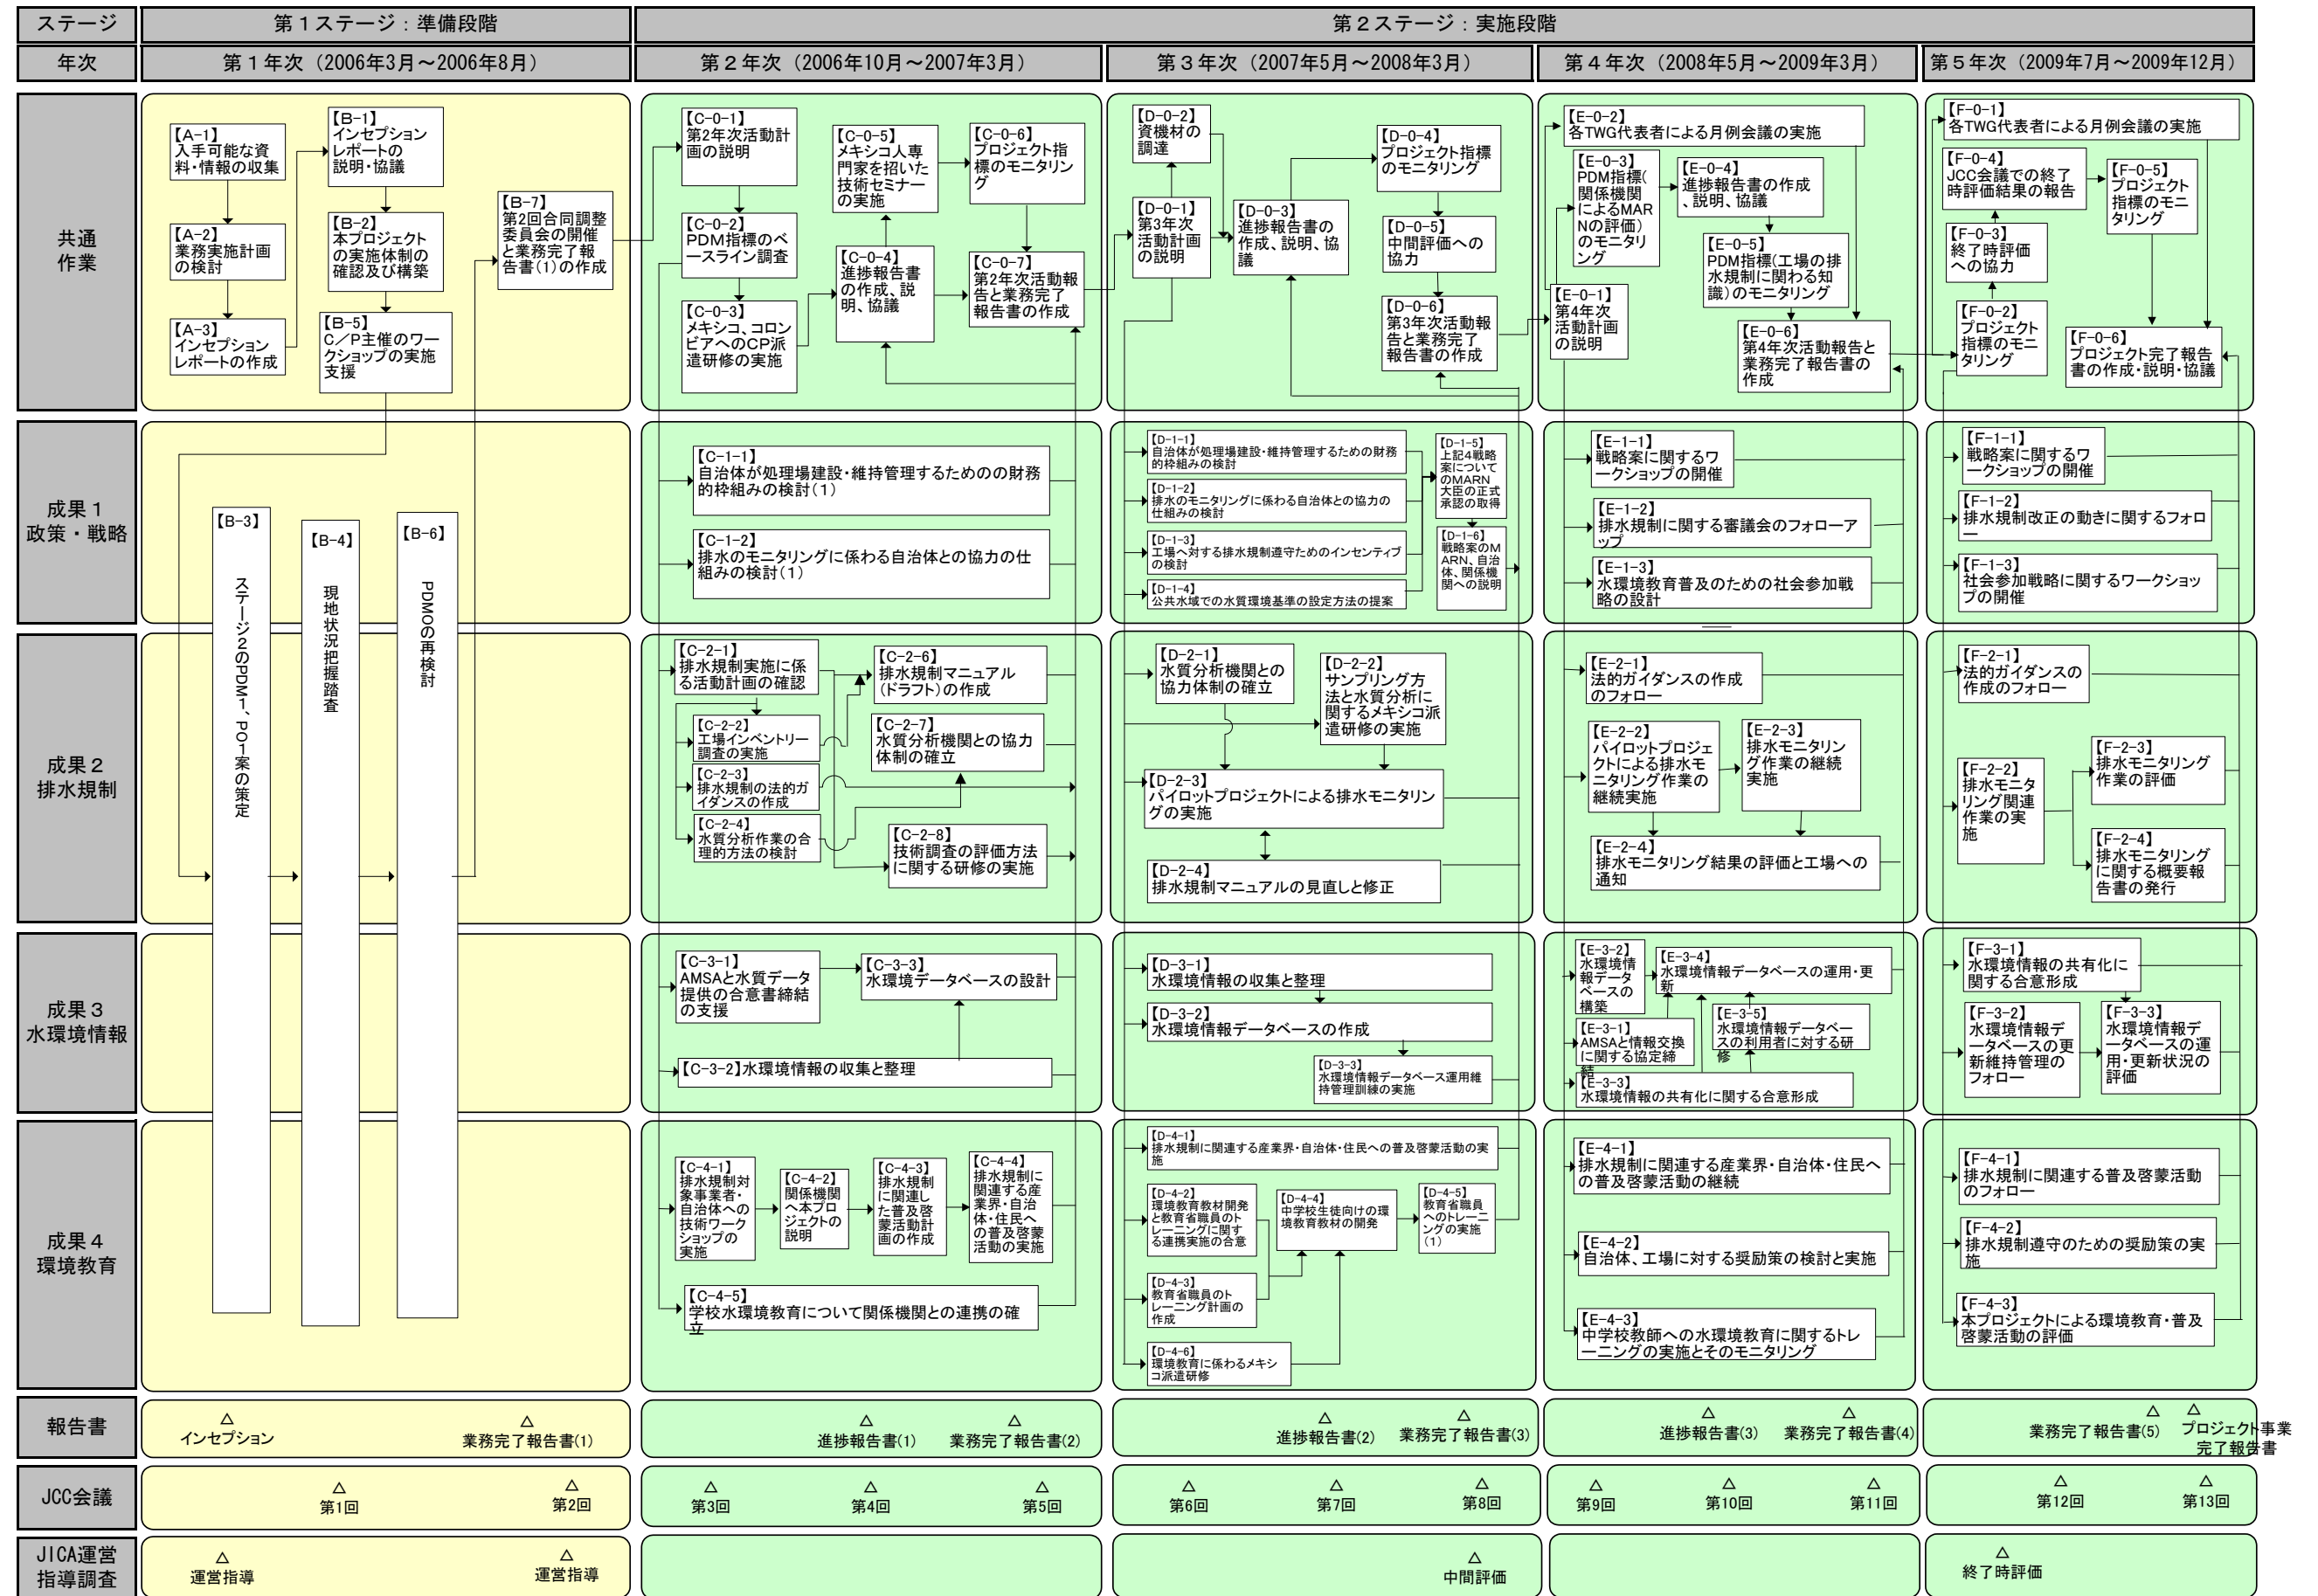 ステージ
第1ステージ:準備段階
第2ステージ:実施段階
年次
第1年次(2006年3月~2006年8月)
第2年次(2006年10月~2007年3月)
第3年次(2007年5月~2008年3月)
第4年次(2008年5月~2009年3月)
第5年次(2009年7月~2009年12月)
共通
作業
【A-1】
入手可能な資
料・情報の収集
【A-2】
業務実施計画
の検討
【A-3】
インセプション
レポートの作成
【B-1】
インセプション
レポートの
説明・協議
【B-2】
本プロジェクト
の実施体制の
確認及び構築
【B-5】
C/P主催のワー
クショップの実施
支援
【B-7】
第2回合同調整
委員会の開催
と業務完了報
告書(1)の作成
【C-0-1】
第2年次活動計
画の説明
【C-0-2】
PDM指標のベ
ースライン調査
【C-0-3】
メキシコ、コロン
ビアへのCP派
遣研修の実施
【C-0-5】
メキシコ人専
門家を招いた
技術セミナー
の実施
【C-0-4】
進捗報告書
の作成、説
明、協議
【C-0-6】
プロジェクト指
標のモニタリン
グ
【C-0-7】
第2年次活動報
告と業務完了
報告書の作成
【D-0-2】
資機材の
調達
【D-0-1】
第3年次
活動計画
の説明
【D-0-3】
進捗報告書の
作成、説明、協
議
【D-0-4】
プロジェクト指標
のモニタリング
【D-0-5】
中間評価への
協力
【D-0-6】
第3年次活動報
告と業務完了
報告書の作成
【E-0-2】
各TWG代表者による月例会議の実施
【E-0-3】
PDM指標(
関係機関
によるMAR
Nの評価)
のモニタリ
ング
【E-0-4】
進捗報告書の作成
、説明、協議
【E-0-5】
PDM指標(工場の排
水規制に関わる知
識)のモニタリング
【E-0-1】
第4年次
活動計画
の説明
【E-0-6】
第4年次活動報告と
業務完了報告書の
作成
【F-0-1】
各TWG代表者による月例会議の実施
【F-0-4】
JCC会議での終了
時評価結果の報告
【F-0-5】
プロジェクト
指標のモニ
タリング
【F-0-3】
終了時評価
への協力
【F-0-2】
プロジェクト
指標のモニ
タリング
【F-0-6】
プロジェクト完了報告
書の作成・説明・協議
成果1
政策・戦略
【B-3】
ステージ2のPDM1、PO1案の策定
【B-4】
現地状況把握踏査
【B-6】
PDM0の再検討
【C-1-1】
自治体が処理場建設・維持管理するためのの財務
的枠組みの検討(1)
【C-1-2】
排水のモニタリングに係わる自治体との協力の仕
組みの検討(1)
【D-1-1】
自治体が処理場建設・維持管理するための財務
的枠組みの検討
【D-1-2】
排水のモニタリングに係わる自治体との協力の
仕組みの検討
【D-1-3】
工場へ対する排水規制遵守ためのインセンティブ
の検討
【D-1-4】
公共水域での水質環境基準の設定方法の提案
【D-1-5】
上記4戦略
案について
のMARN
大臣の正式
承認の取得
【D-1-6】
戦略案のM
ARN、自治
体、関係機
関への説明
【E-1-1】
戦略案に関するワ
ークショップの開催
【E-1-2】
排水規制に関する審議会のフォローア
ップ
【E-1-3】
水環境教育普及のための社会参加戦
略の設計
【F-1-1】
戦略案に関するワ
ークショップの開催
【F-1-2】
排水規制改正の動きに関するフォロ
ー
【F-1-3】
社会参加戦略に関するワークショッ
プの開催
成果2
排水規制
【C-2-1】
排水規制実施に係
る活動計画の確認
【C-2-2】
工場インベントリー
調査の実施
【C-2-3】
排水規制の法的ガ
イダンスの作成
【C-2-4】
水質分析作業の合
理的方法の検討
【C-2-6】
排水規制マニュアル
(ドラフト)の作成
【C-2-7】
水質分析機関との協力
体制の確立
【C-2-8】
技術調査の評価方法
に関する研修の実施
【D-2-1】
水質分析機関との
協力体制の確立
【D-2-2】
サンプリング方
法と水質分析に
関するメキシコ派
遣研修の実施
【D-2-3】
パイロットプロジェクトによる排水モニタリン
グの実施
【D-2-4】
排水規制マニュアルの見直しと修正
【E-2-1】
法的ガイダンスの作成
のフォロー
【E-2-2】
パイロットプロジェ
クトによる排水モ
ニタリング作業の
継続実施
【E-2-3】
排水モニタリン
グ作業の継続
実施
【E-2-4】
排水モニタリング結果の評価と工場への
通知
【F-2-1】
法的ガイダンスの
作成のフォロー
【F-2-2】
排水モニタ
リング関連
作業の実
施
【F-2-3】
排水モニタリング
作業の評価
【F-2-4】
排水モニタリング
に関する概要報
告書の発行
成果3
水環境情報
【C-3-1】
AMSAと水質データ
提供の合意書締結
の支援
【C-3-3】
水環境データベースの設計
【C-3-2】水環境情報の収集と整理
【D-3-1】
水環境情報の収集と整理
【D-3-2】
水環境情報データベースの作成
【D-3-3】
水環境情報データベース運用維
持管理訓練の実施
【E-3-2】
水環境情
報データ
ベースの
構築
【E-3-4】
水環境情報データベースの運用・更
新
【E-3-1】
AMSAと情報交換
に関する協定締
結
【E-3-5】
水環境情報データベー
スの利用者に対する研
修
【E-3-3】
水環境情報の共有化に関する合意形成
【F-3-1】
水環境情報の共有化に
関する合意形成
【F-3-2】
水環境情報デ
ータベースの更
新維持管理の
フォロー
【F-3-3】
水環境情報デ
ータベースの運
用・更新状況の
評価
成果4
環境教育
【C-4-1】
排水規制対
象事業者・
自治体への
技術ワーク
ショップの
実施
【C-4-2】
関係機関
へ本プロ
ジェクトの
説明
【C-4-3】
排水規制
に関連し
た普及啓
蒙活動計
画の作成
【C-4-4】
排水規制に
関連する産
業界・自治
体・住民へ
の普及啓蒙
活動の実施
【C-4-5】
学校水環境教育について関係機関との連携の確
立
【D-4-1】
排水規制に関連する産業界・自治体・住民への普及啓蒙活動の実
施
【D-4-2】
環境教育教材開発
と教育省職員のト
レーニングに関す
る連携実施の合意
【D-4-4】
中学校生徒向けの環
境教育教材の開発
【D-4-5】
教育省職員
へのトレーニ
ングの実施
(1)
【D-4-3】
教育省職員のト
レーニング計画の
作成
【D-4-6】
環境教育に係わるメキシ
コ派遣研修
【E-4-1】
排水規制に関連する産業界・自治体・住民へ
の普及啓蒙活動の継続
【E-4-2】
自治体、工場に対する奨励策の検討と実施
【E-4-3】
中学校教師への水環境教育に関するトレ
ーニングの実施とそのモニタリング
【F-4-1】
排水規制に関連する普及啓蒙活動
のフォロー
【F-4-2】
排水規制遵守のための奨励策の実
施
【F-4-3】
本プロジェクトによる環境教育・普及
啓蒙活動の評価
報告書
△ △ △ △ △ △ △ △ △ △
インセプション
業務完了報告書(1)
進捗報告書(1)
業務完了報告書(2)
進捗報告書(2)
業務完了報告書(3)
進捗報告書(3)
業務完了報告書(4)
業務完了報告書(5)
プロジェクト事業
完了報告書
JCC会議
△ △ △ △ △ △ △ △ △ △ △ △ △
第1回
第2回
第3回
第4回
第5回
第6回
第7回
第8回
第9回
第10回
第11回
第12回
第13回
JICA運営
指導調査
△ △ △ △
運営指導
運営指導
中間評価
終了時評価